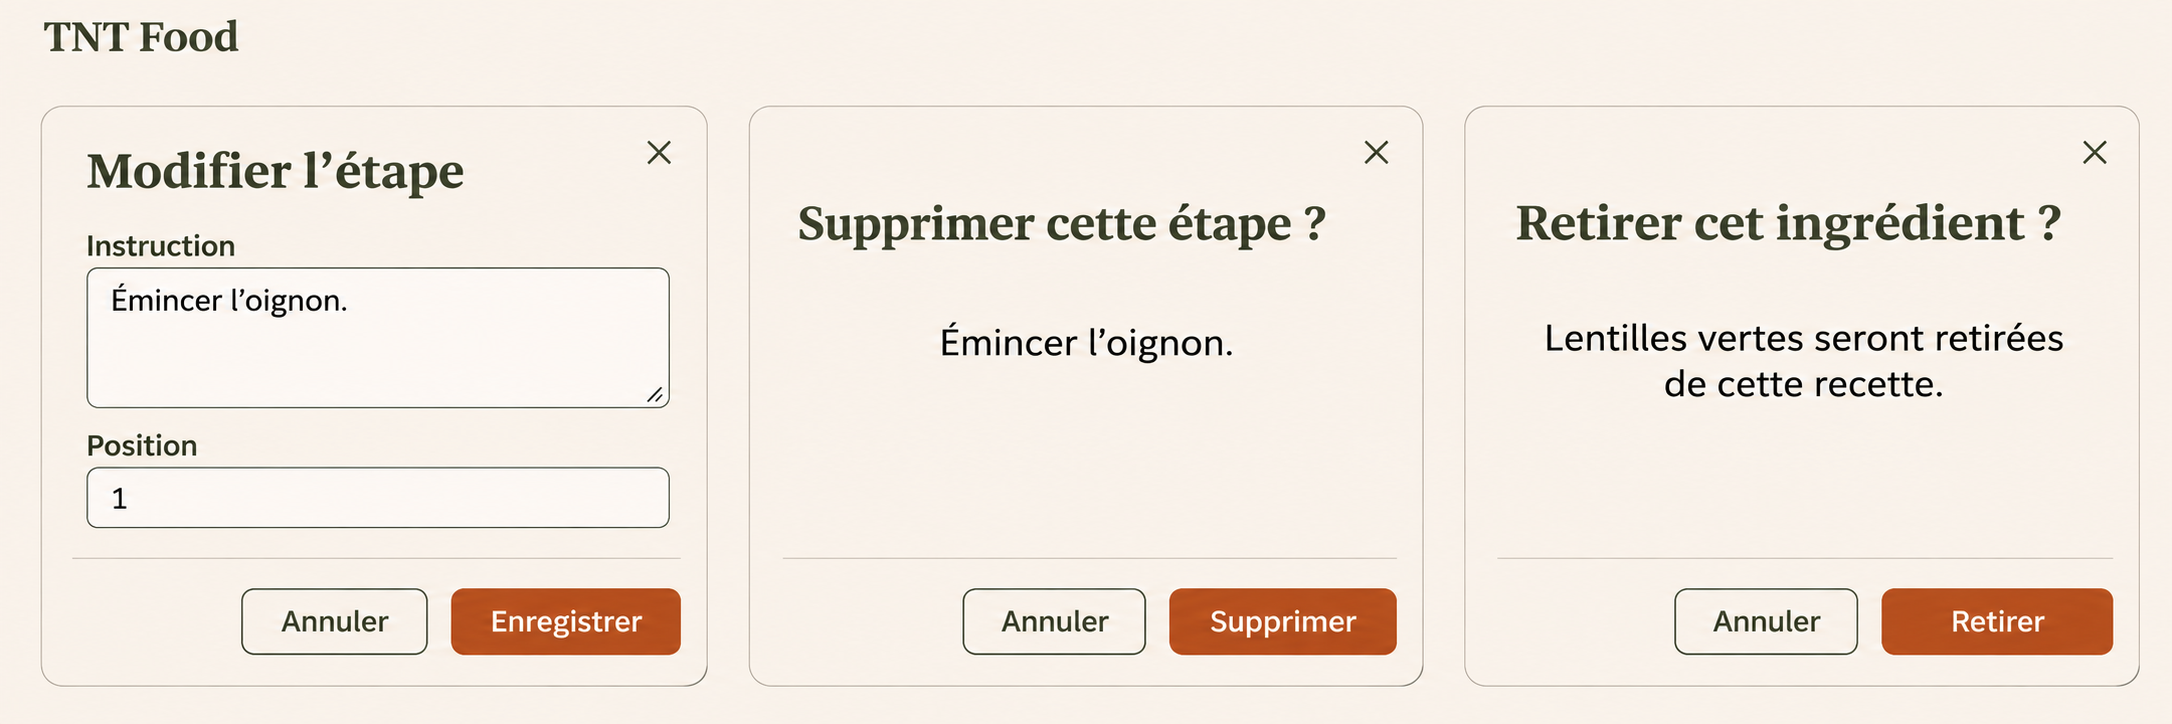 TNT Food
Modifier l’étape
Instruction
Émincer l’oignon.
Position
1
Annuler
Enregistrer
Supprimer cette étape ?
Émincer l’oignon.
Annuler
Supprimer
Retirer cet ingrédient ?
Lentilles vertes seront retirées
de cette recette.
Annuler
Retirer